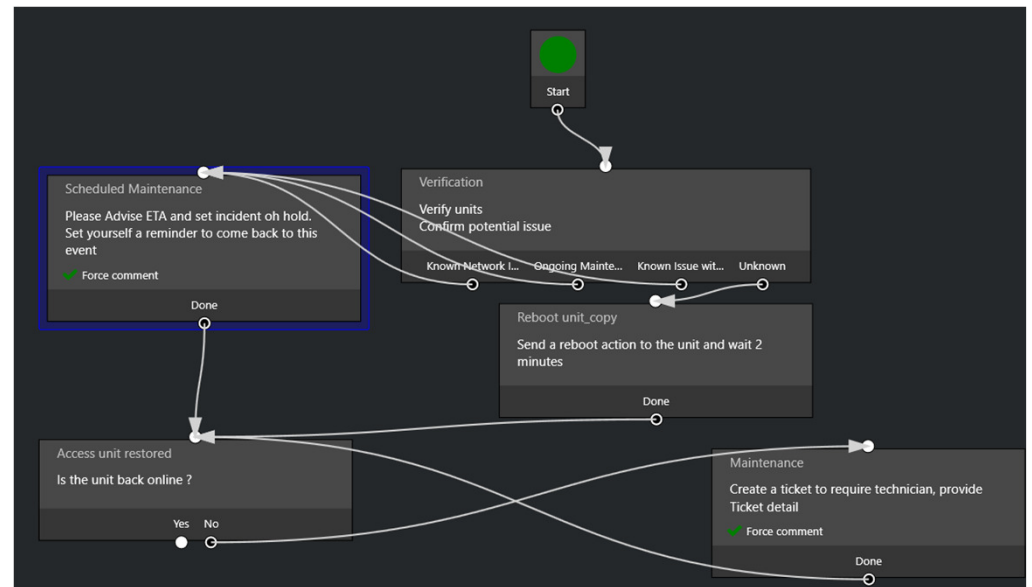 Start
Scheduled Maintenance
Please Advise ETA and set incident oh hold.
Set yourself a reminder to come back to this
event
Force comment
Done
Verification
Verify units
Confirm potential issue
Known Network I...
Ongoing Mainte...
Known Issue wit...
Unknown
Reboot unit_copy
Send a reboot action to the unit and wait 2
minutes
Done
Access unit restored
Is the unit back online ?
Yes
No
Maintenance
Create a ticket to require technician, provide
Ticket detail
Force comment
Done